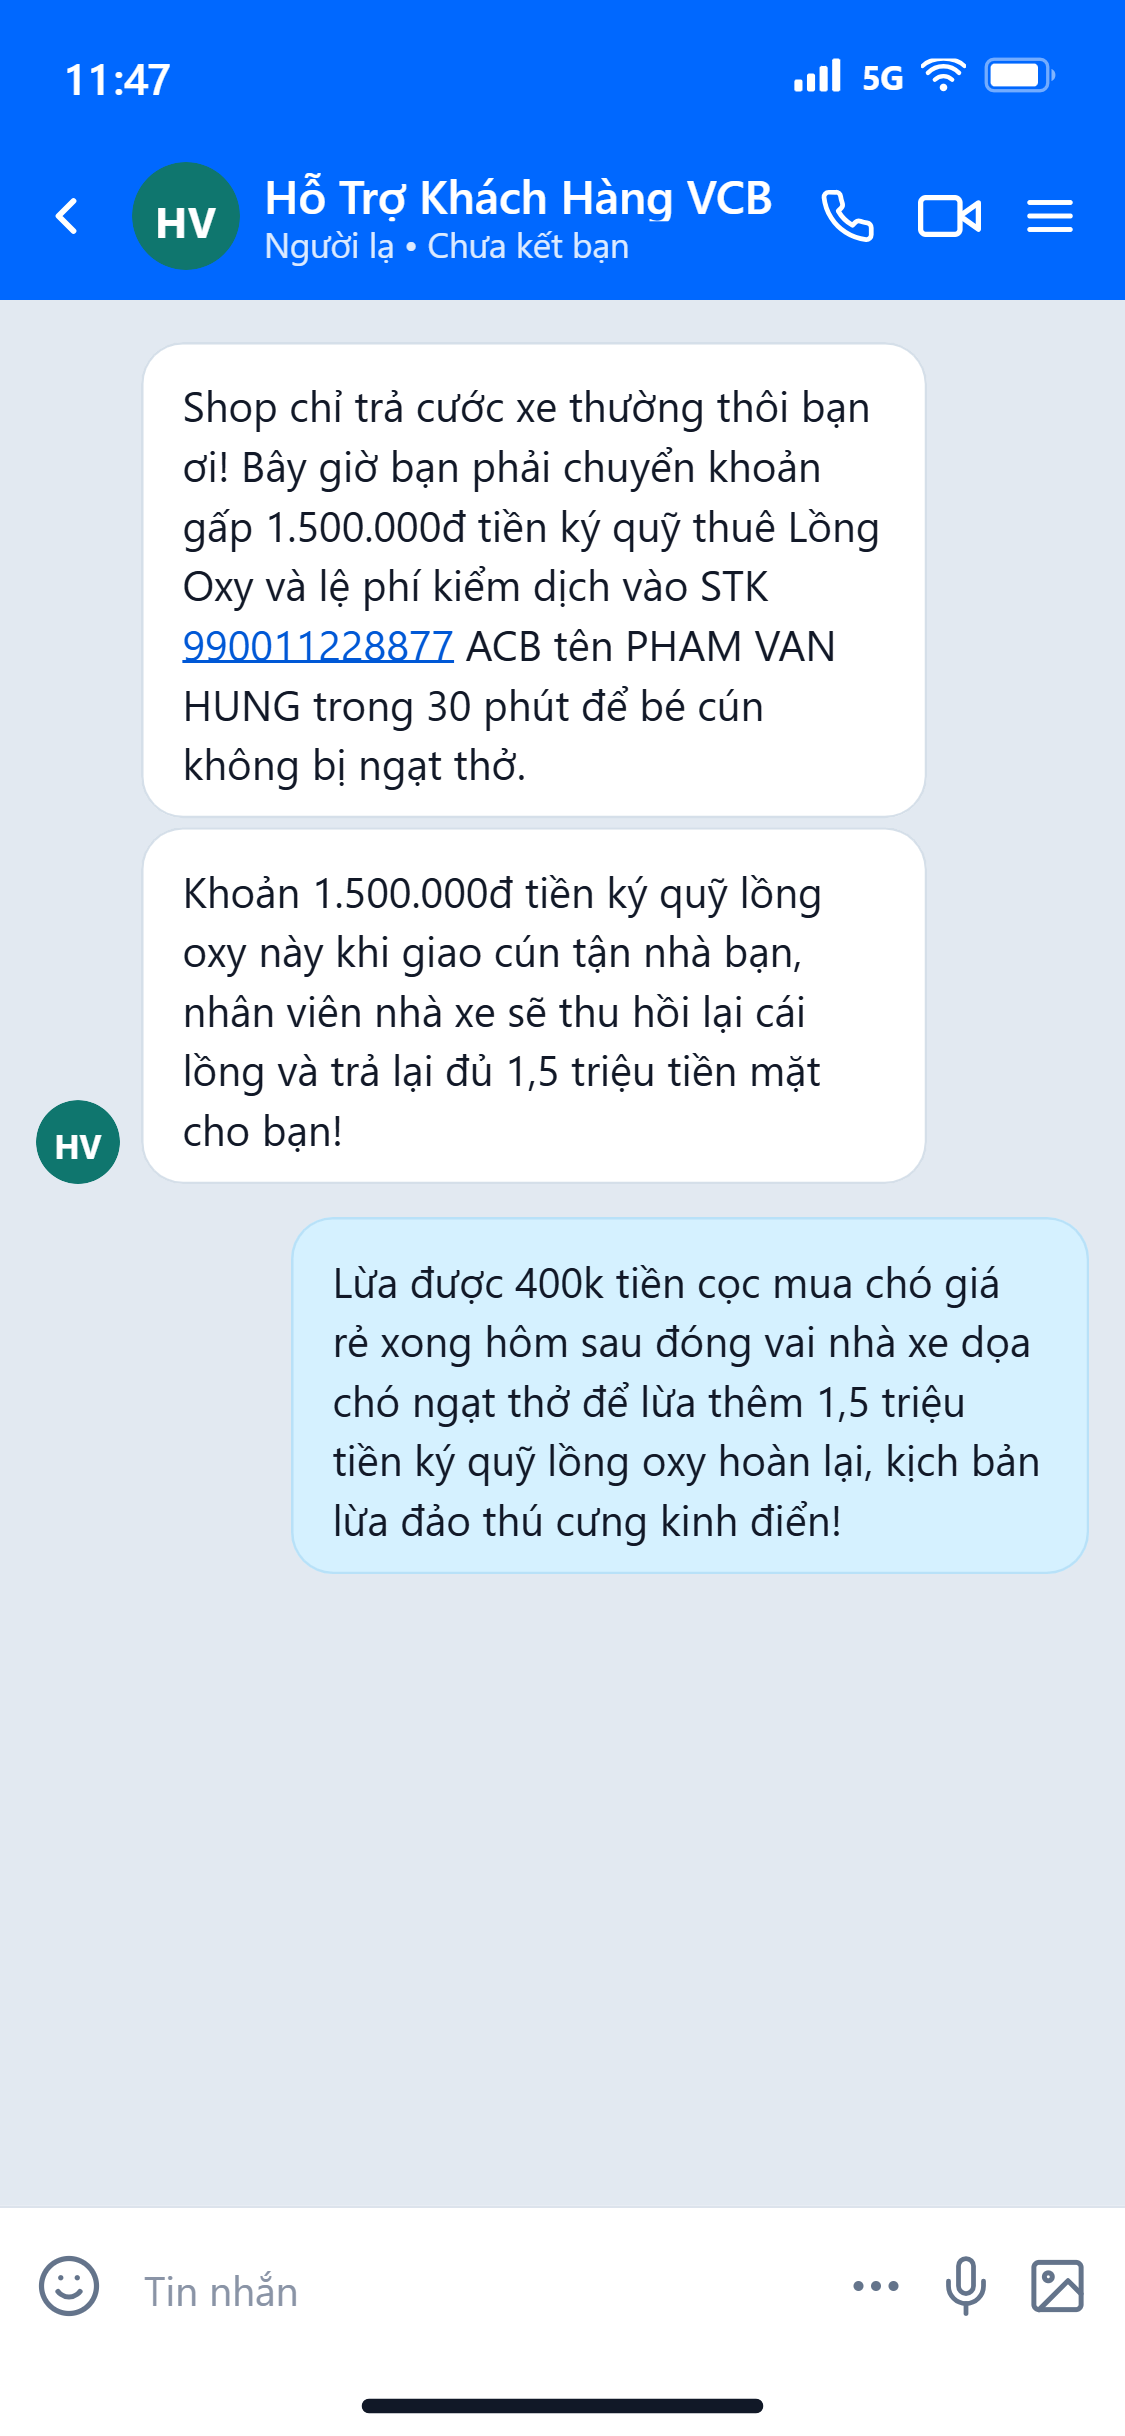 11:47
5G
HV
Hỗ Trợ Khách Hàng VCB
Người lạ • Chưa kết bạn
Shop chỉ trả cước xe thường thôi bạn
ơi! Bây giờ bạn phải chuyển khoản
gấp 1.500.000đ tiền ký quỹ thuê Lồng
Oxy và lệ phí kiểm dịch vào STK
990011228877 ACB tên PHAM VAN
HUNG trong 30 phút để bé cún
không bị ngạt thở.
Khoản 1.500.000đ tiền ký quỹ lồng
oxy này khi giao cún tận nhà bạn,
nhân viên nhà xe sẽ thu hồi lại cái
lồng và trả lại đủ 1,5 triệu tiền mặt
cho bạn!
HV
Lừa được 400k tiền cọc mua chó giá
rẻ xong hôm sau đóng vai nhà xe dọa
chó ngạt thở để lừa thêm 1,5 triệu
tiền ký quỹ lồng oxy hoàn lại, kịch bản
lừa đảo thú cưng kinh điển!
Tin nhắn